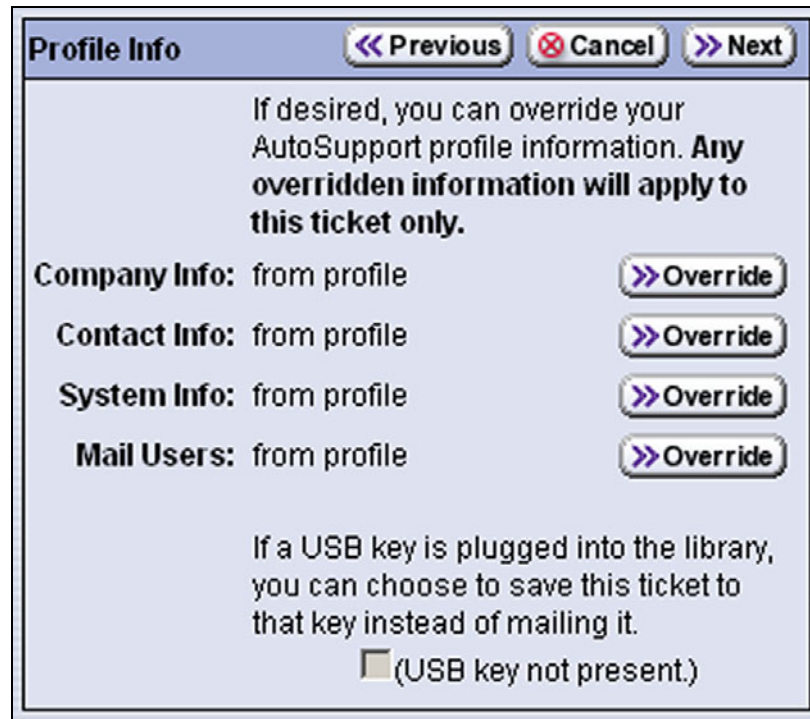 Profile Info Previous Cancel Next
If desired, you can override your
AutoSupport profile information. Any
overridden information will apply to
this ticket only.
Company Info: from profile Override
Contact Info: from profile Override
System Info: from profile Override
Mail Users: from profile Override
If a USB key is plugged into the library,
you can choose to save this ticket to
that key instead of mailing it.
(USB key not present.)